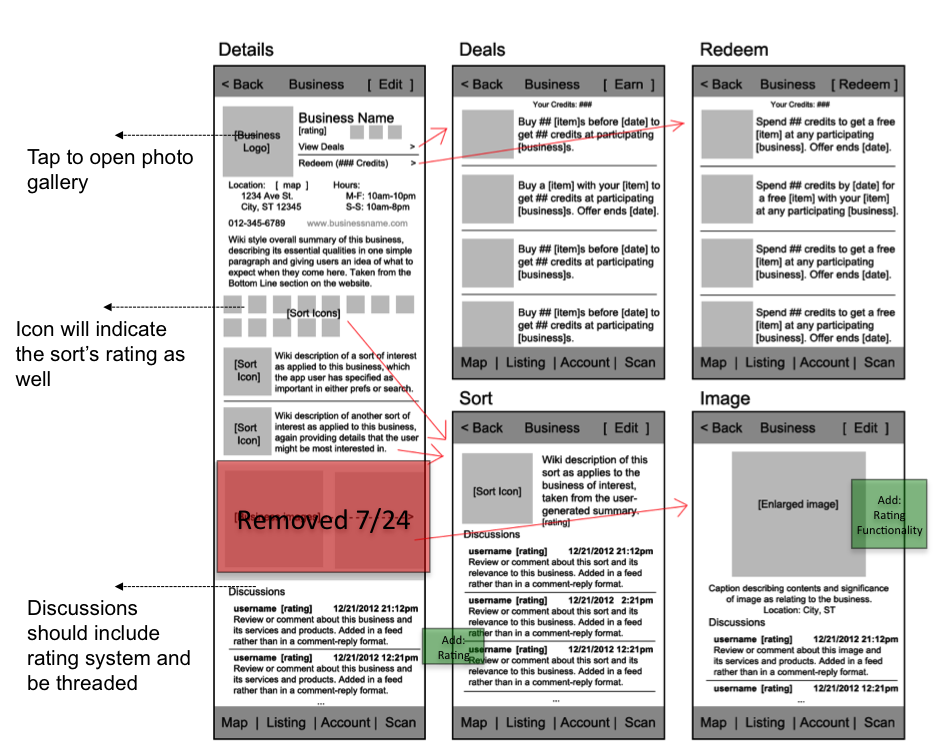 Details
< Back Business [ Edit ]
[Business
Logo]
Business Name
[rating]
View Deals >
Redeem (### Credits) >
Location: [ map ] Hours:
1234 Ave St. M-F: 10am-10pm
City, ST 12345 S-S: 10am-8pm
012-345-6789 www.businessname.com
Wiki style overall summary of this business,
describing its essential qualities in one simple
paragraph and giving users an idea of what to
expect when they come here. Taken from the
Bottom Line section on the website.
[Sort Icons]
[Sort
Icon]
Wiki description of a sort of interest
as applied to this business, which
the app user has specified as
important in either prefs or search.
[Sort
Icon]
Wiki description of another sort of
interest as applied to this business,
again providing details that the user
might be most interested in.
Removed 7/24
Discussions
username [rating] 12/21/2012 21:12pm
Review or comment about this business and
its services and products. Added in a feed
rather than in a comment-reply format.
username [rating] 12/21/2012 12:21pm
Review or comment about this business and
its services and products. Added in a feed
rather than in a comment-reply format.
...
Map | Listing | Account | Scan
Tap to open photo
gallery
Icon will indicate
the sort’s rating as
well
Discussions
should include
rating system and
be threaded
Deals
< Back Business [ Earn ]
Your Credits: ###
Buy ## [item]s before [date] to
get ## credits at participating
[business]s.
Buy a [item] with your [item] to
get ## credits at participating
[business]s. Offer ends [date].
Buy ## [item]s before [date] to
get ## credits at participating
[business]s.
Buy ## [item]s before [date] to
get ## credits at participating
[business]s.
Map | Listing | Account | Scan
Redeem
< Back Business [ Redeem ]
Your Credits: ###
Spend ## credits to get a free
[item] at any participating
[business]. Offer ends [date].
Spend ## credits by [date] for
a free [item] with your [item]
at any participating [business].
Spend ## credits to get a free
[item] at any participating
[business]. Offer ends [date].
Spend ## credits to get a free
[item] at any participating
[business]. Offer ends [date].
Map | Listing | Account | Scan
Sort
< Back Business [ Edit ]
[Sort Icon]
Wiki description of this
sort as applies to the
business of interest,
taken from the user-
generated summary.
[rating]
Discussions
username [rating] 12/21/2012 21:12pm
Review or comment about this sort and its
relevance to this business. Added in a feed
rather than in a comment-reply format.
username [rating] 12/21/2012 2:21pm
Review or comment about this sort and its
relevance to this business. Added in a feed
rather than in a comment-reply format.
username [rating] 12/21/2012 12:21pm
Review or comment about this sort and its
relevance to this business. Added in a feed
rather than in a comment-reply format.
...
Add:
Rating
Map | Listing | Account | Scan
Image
< Back Business [ Edit ]
[Enlarged image]
Add:
Rating
Functionality
Caption describing contents and significance
of image as relating to the business.
Location: City, ST
Discussions
username [rating] 12/21/2012 21:12pm
Review or comment about this image and
its services and products. Added in a feed
rather than in a comment-reply format.
username [rating] 12/21/2012 12:21pm
...
Map | Listing | Account | Scan